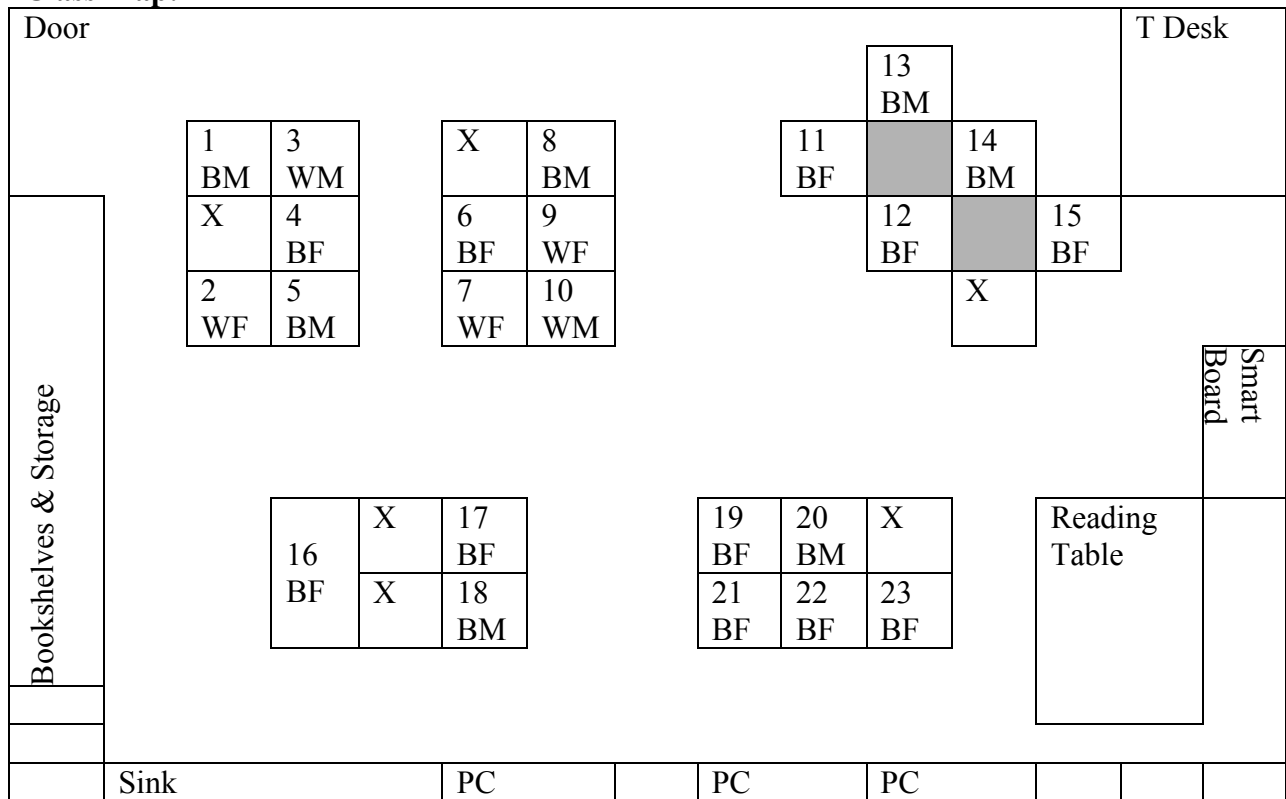 Door
T Desk
13
BM
1
BM
3
WM
X
8
BM
11
BF
14
BM
X
4
BF
6
BF
9
WF
12
BF
15
BF
2
WF
5
BM
7
WF
10
WM
X
Smart
Board
Bookshelves & Storage
16
BF
X
17
BF
19
BF
20
BM
X
Reading
Table
X
18
BM
21
BF
22
BF
23
BF
Sink
PC
PC
PC